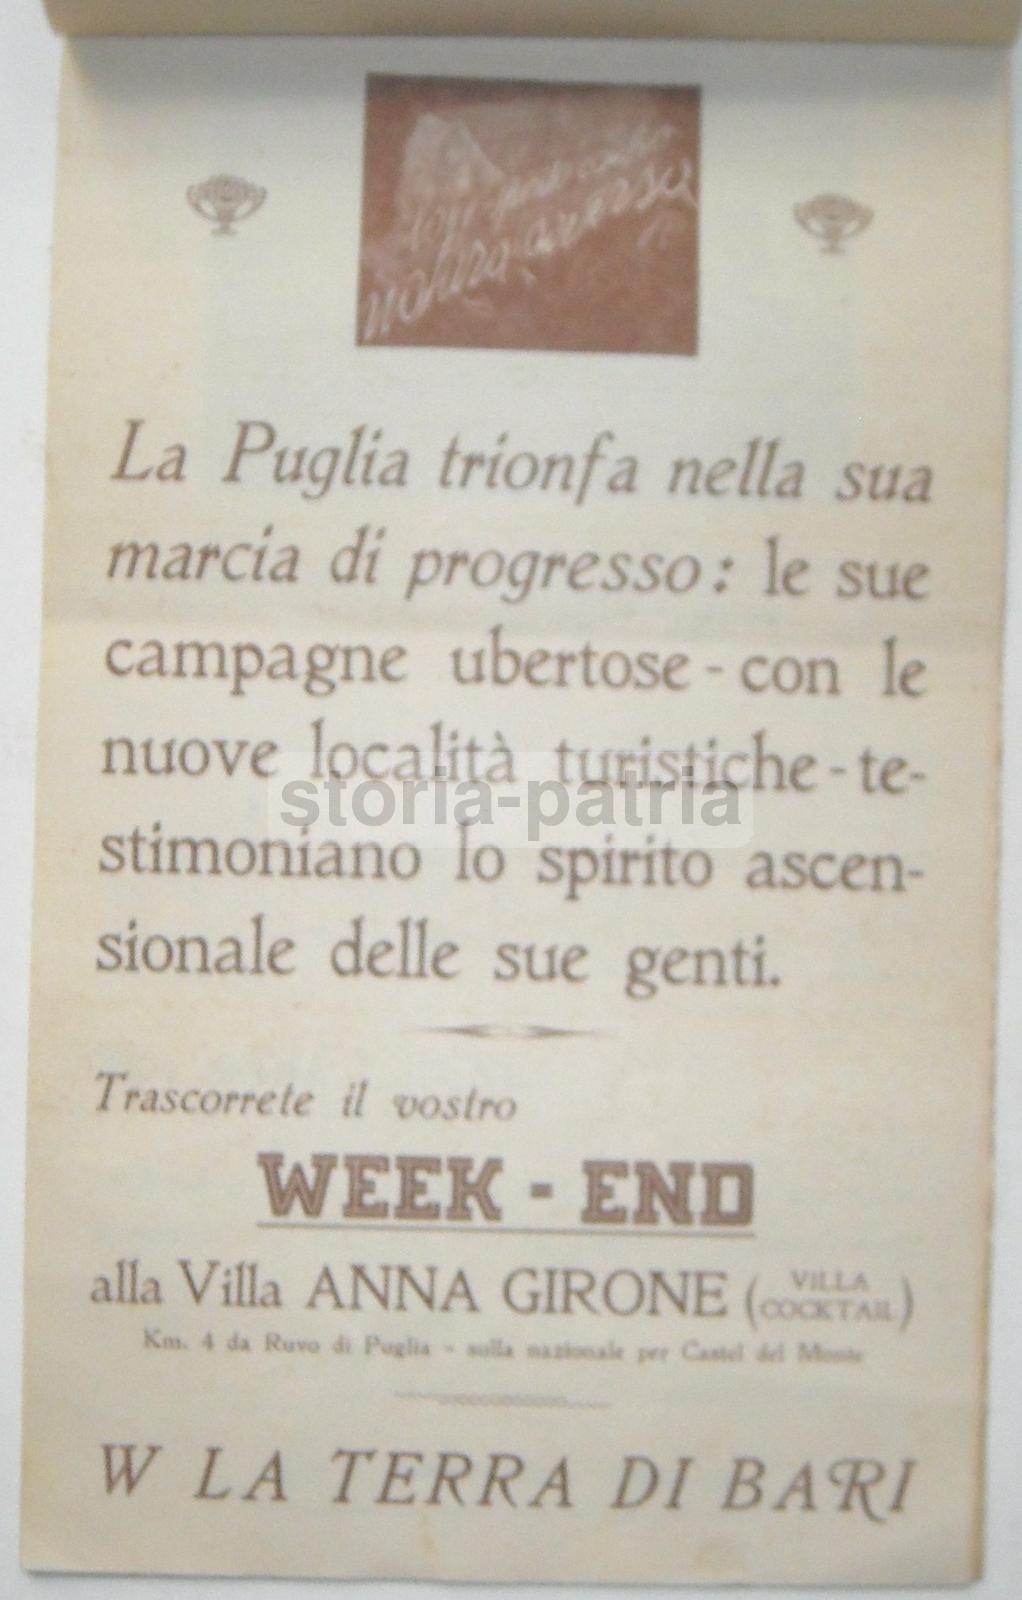 natura avversa
La Puglia trionfa nella sua
marcia di progresso: le sue
campagne ubertose - con le
nuove località turistiche - te-
stimoniano lo spirito ascen-
sionale delle sue genti.
storia-patria
Trascorrete il vostro
WEEK - END
alla Villa ANNA GIRONE (VILLA COCKTAIL)
Km. 4 da Ruvo di Puglia - sulla nazionale per Castel del Monte
W LA TERRA DI BARI